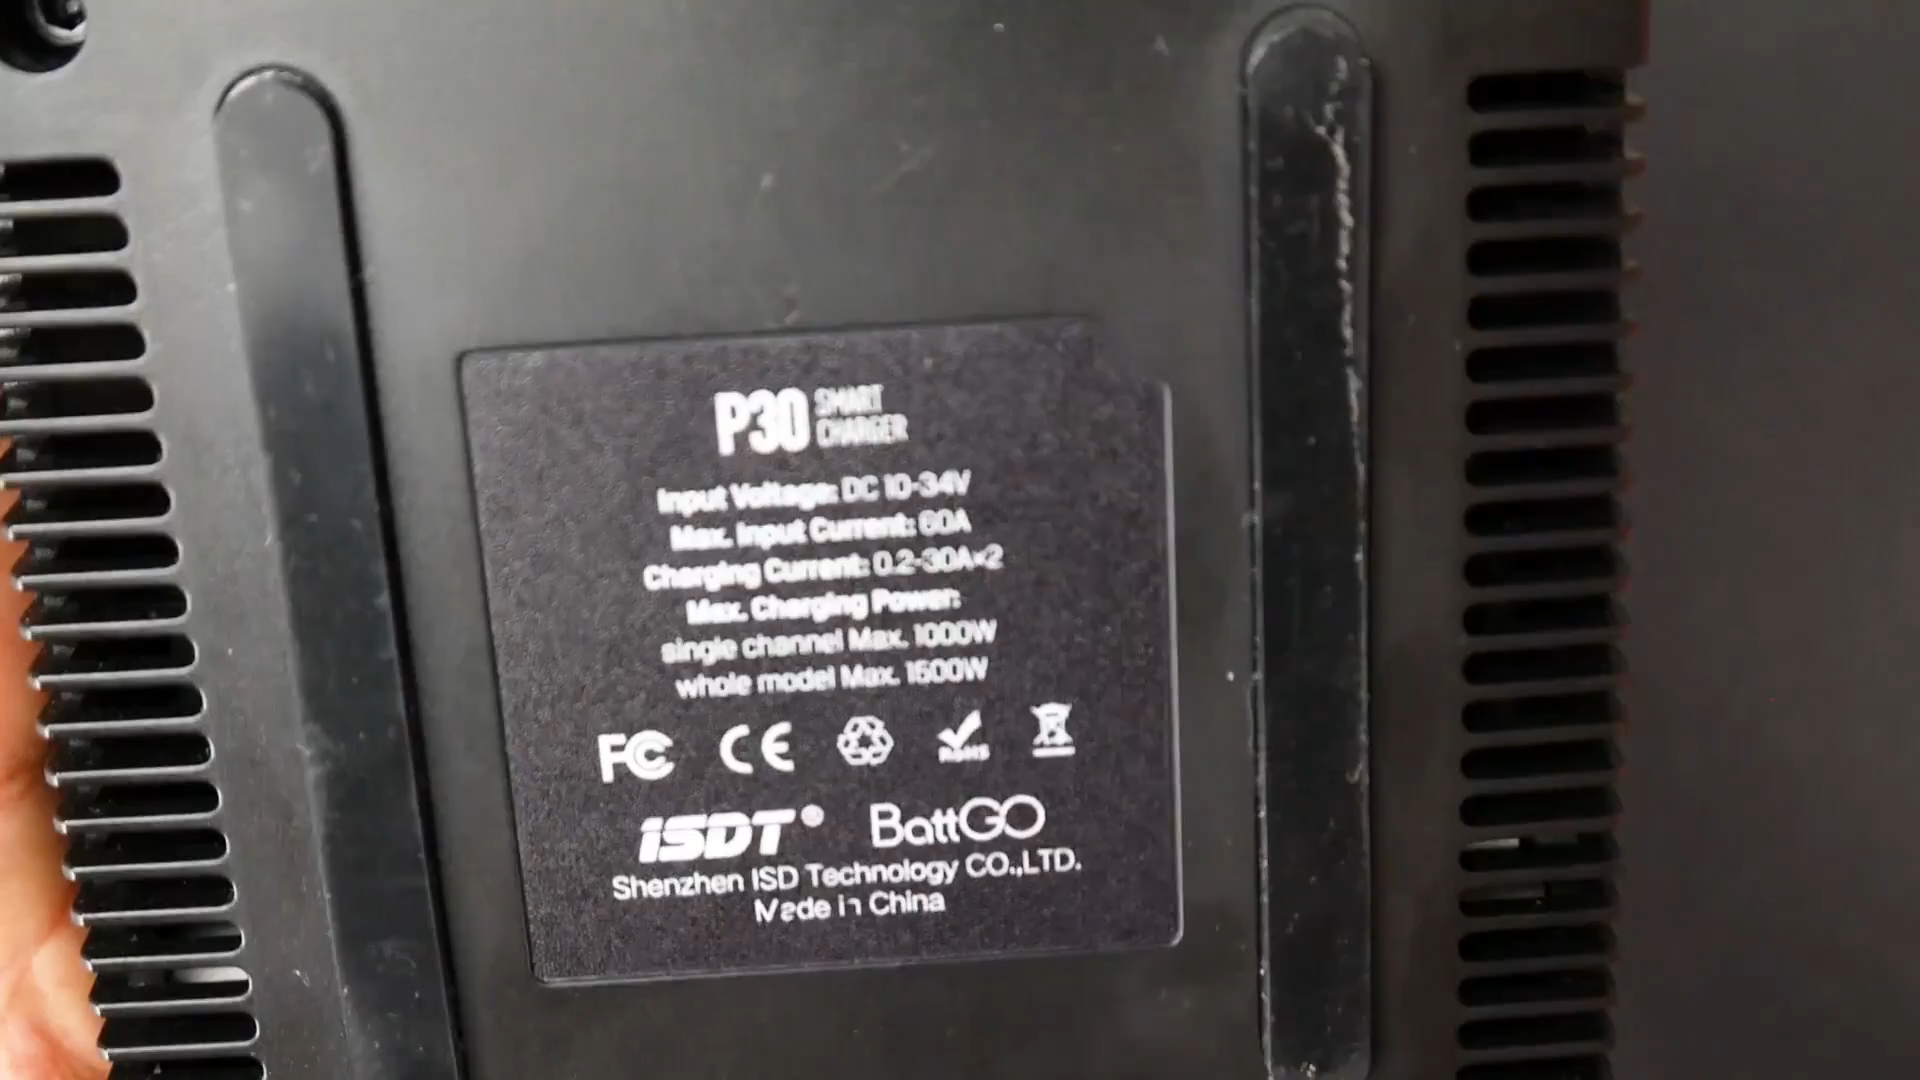 P30 SMART CHARGER
Input Voltage: DC 10-34V
Max. Input Current: 60A
Charging Current: 0.2-30A×2
Max. Charging Power:
single channel Max. 1000W
whole model Max. 1500W
FC CE RoHS
ISDT® BattGO
Shenzhen ISD Technology CO.,LTD.
Made in China